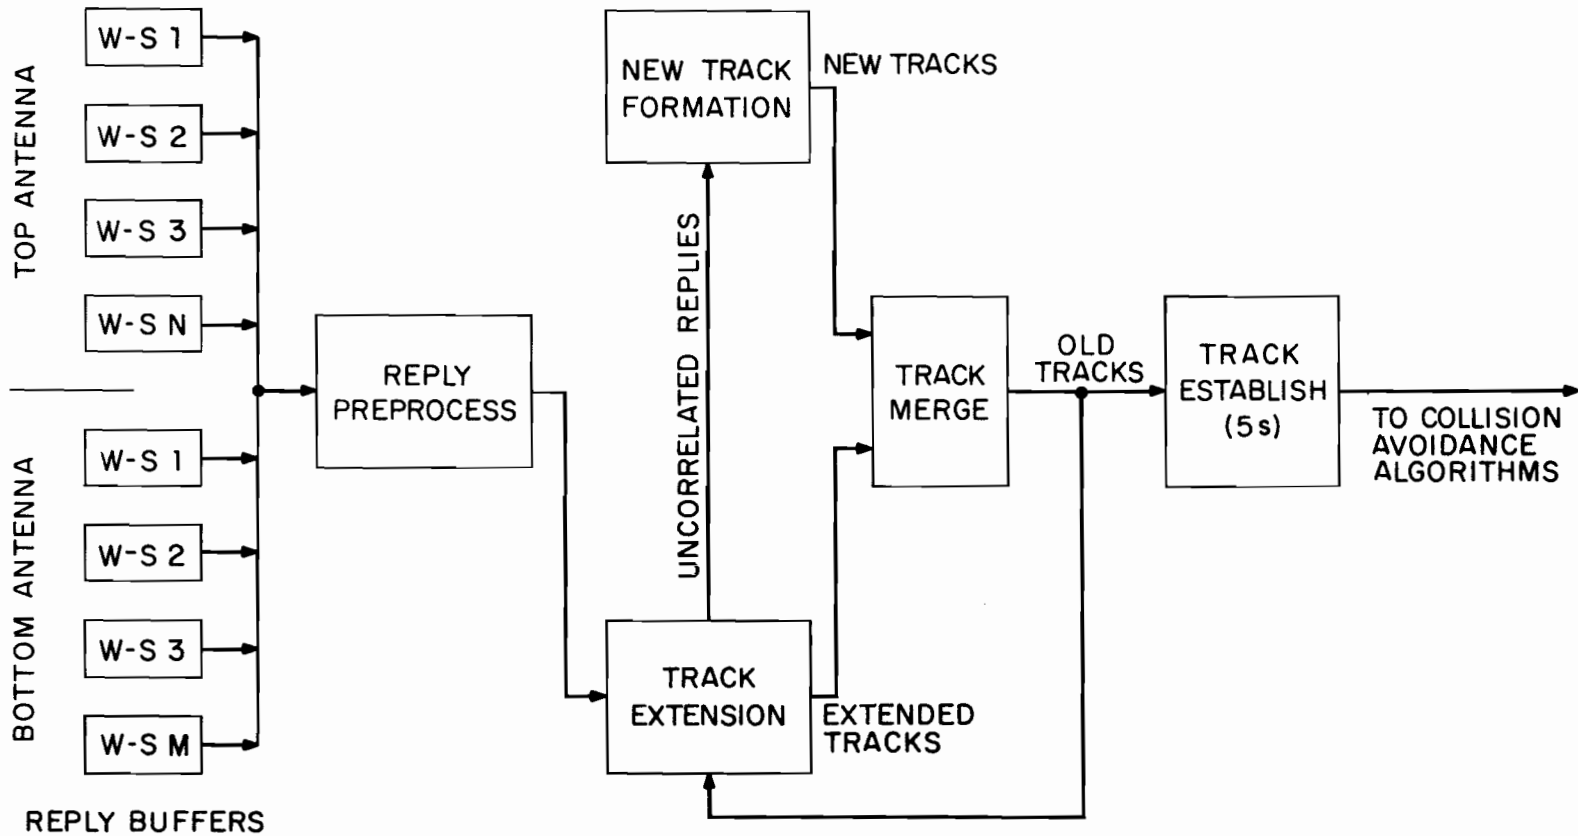 TOP ANTENNA
W-S 1
W-S 2
W-S 3
W-S N
BOTTOM ANTENNA
W-S 1
W-S 2
W-S 3
W-S M
REPLY BUFFERS
REPLY
PREPROCESS
NEW TRACK
FORMATION
NEW TRACKS
UNCORRELATED REPLIES
TRACK
EXTENSION
EXTENDED
TRACKS
TRACK
MERGE
OLD
TRACKS
TRACK
ESTABLISH
(5s)
TO COLLISION
AVOIDANCE
ALGORITHMS